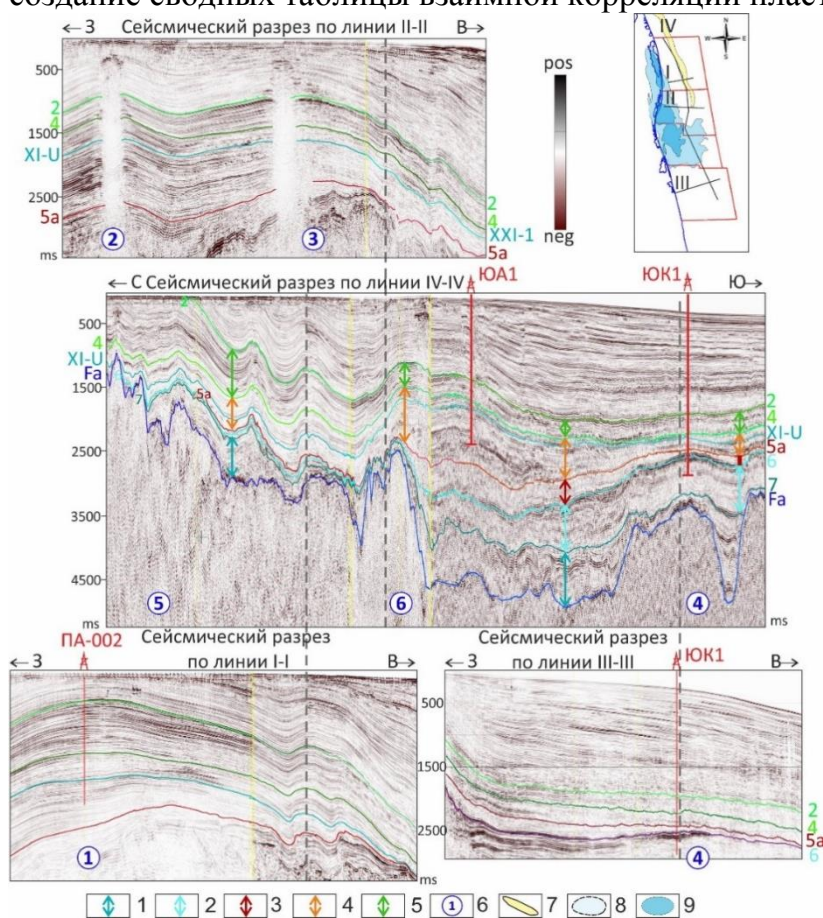 создание сводных таблицы взаимной корреляции пласт
← З Сейсмический разрез по линии II-II В →
500
1500
2500
ms
2
4
XI-U
5a
2
4
XXI-1
5a
2
3
pos
neg
IV
I
II
III
N
W E
S
← С Сейсмический разрез по линии IV-IV ЮА1 ЮК1 Ю →
500
1500
2500
3500
4500
ms
2
4
XI-U
Fa
7
5a
2
4
XI-U
5a
6
7
Fa
5
6
4
ПА-002 Сейсмический разрез
← З по линии I-I В →
1
ms
Сейсмический разрез ЮК1
← З по линии III-III В →
500
1500
2500
ms
2
4
5a
6
4
1 2 3 4 5 1 6 7 8 9